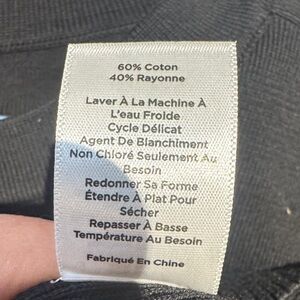 60% Coton
40% Rayonne
Laver À La Machine À
L'eau Froide
Cycle Délicat
Agent De Blanchiment
Non Chloré Seulement Au
Besoin
Redonner Sa Forme
Étendre À Plat Pour
Sécher
Repasser À Basse
Température Au Besoin
Fabriqué En Chine